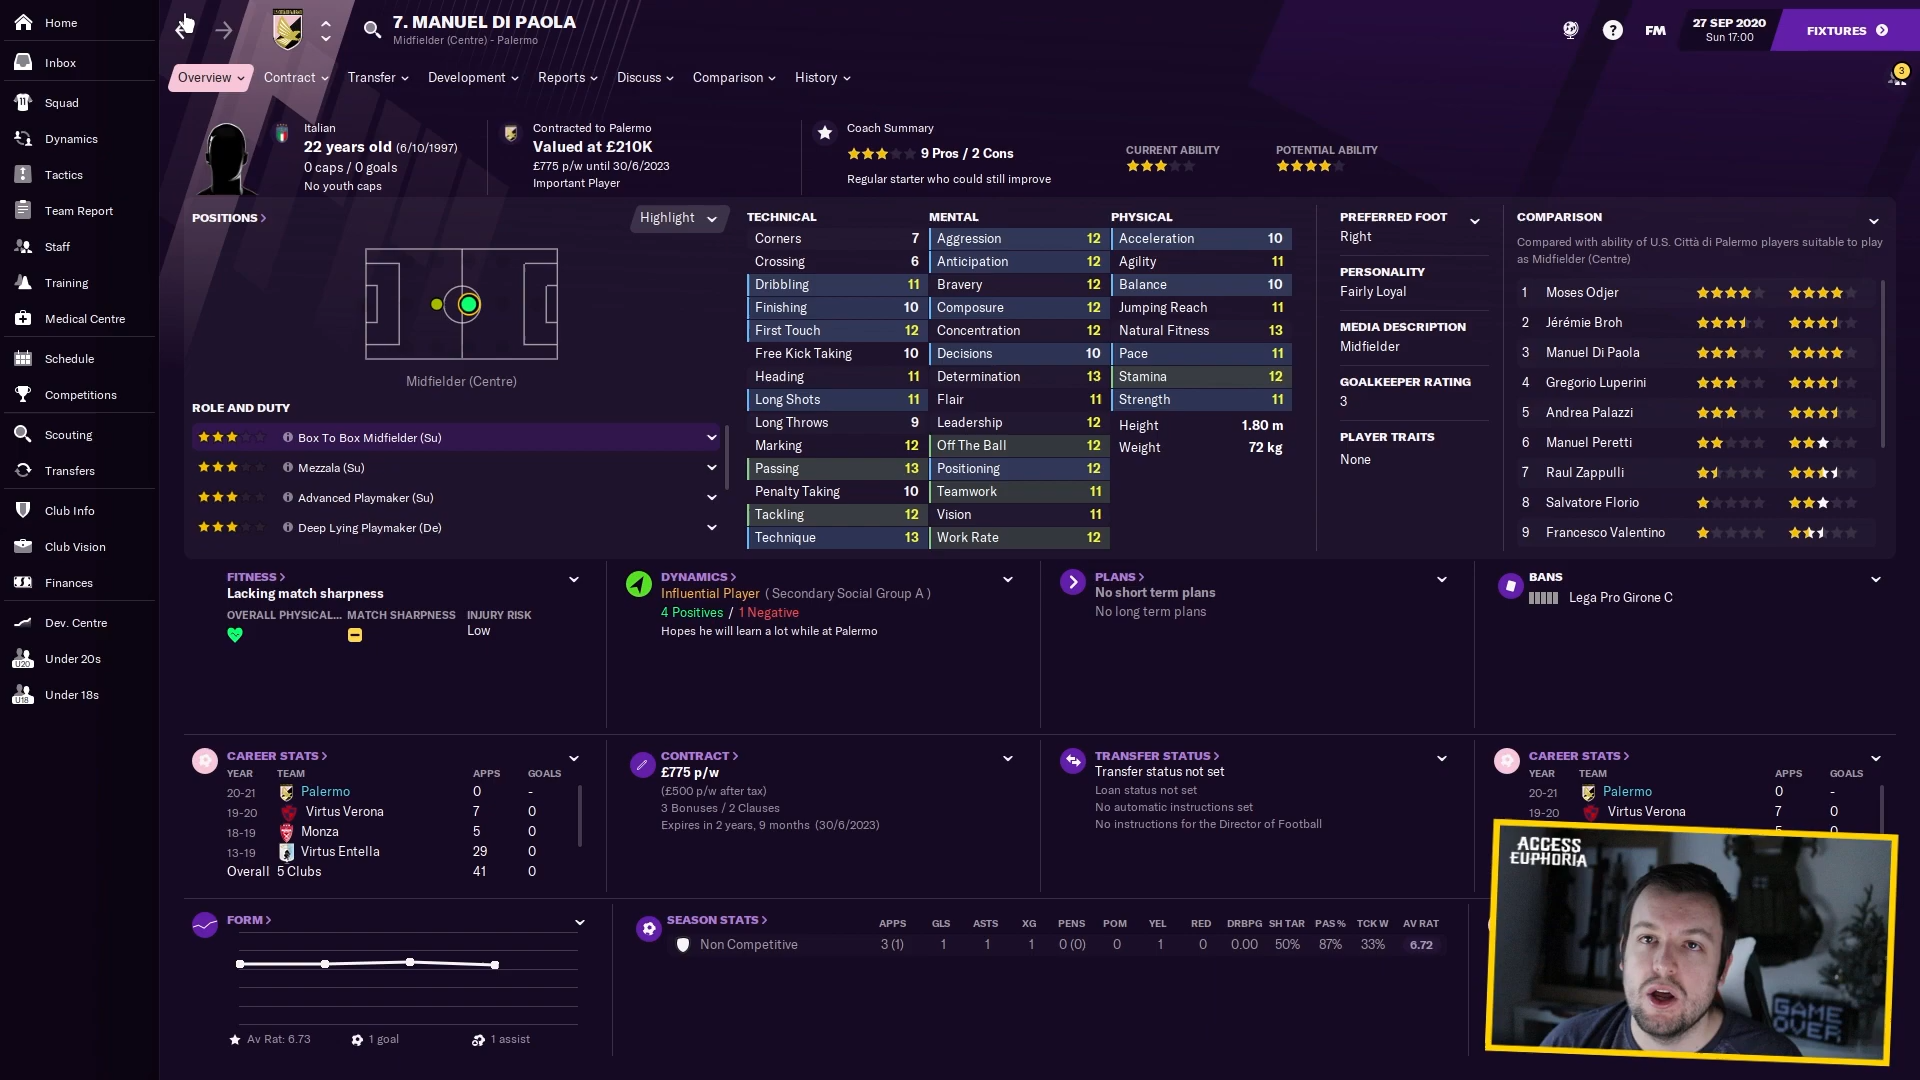 Home
Inbox
Squad
Dynamics
Tactics
Team Report
Staff
Training
Medical Centre
Schedule
Competitions
Scouting
Transfers
Club Info
Club Vision
Finances
Dev. Centre
U20 Under 20s
U18 Under 18s
7. MANUEL DI PAOLA
Midfielder (Centre) - Palermo
? FM 27 SEP 2020 FIXTURES
Sun 17:00
Overview Contract Transfer Development Reports Discuss Comparison History
3
Italian
22 years old (6/10/1997)
0 caps / 0 goals
No youth caps
Contracted to Palermo
Valued at £210K
£775 p/w until 30/6/2023
Important Player
Coach Summary
9 Pros / 2 Cons
Regular starter who could still improve
CURRENT ABILITY
POTENTIAL ABILITY
POSITIONS >
Highlight
Midfielder (Centre)
ROLE AND DUTY
Box To Box Midfielder (Su)
Mezzala (Su)
Advanced Playmaker (Su)
Deep Lying Playmaker (De)
TECHNICAL
Corners 7
Crossing 6
Dribbling 11
Finishing 10
First Touch 12
Free Kick Taking 10
Heading 11
Long Shots 11
Long Throws 9
Marking 12
Passing 13
Penalty Taking 10
Tackling 12
Technique 13
MENTAL
Aggression 12
Anticipation 12
Bravery 12
Composure 12
Concentration 12
Decisions 10
Determination 13
Flair 11
Leadership 12
Off The Ball 12
Positioning 12
Teamwork 11
Vision 11
Work Rate 12
PHYSICAL
Acceleration 10
Agility 11
Balance 10
Jumping Reach 11
Natural Fitness 13
Pace 11
Stamina 12
Strength 11
Height 1.80 m
Weight 72 kg
PREFERRED FOOT
Right
PERSONALITY
Fairly Loyal
MEDIA DESCRIPTION
Midfielder
GOALKEEPER RATING
3
PLAYER TRAITS
None
COMPARISON
Compared with ability of U.S. Città di Palermo players suitable to play
as Midfielder (Centre)
1 Moses Odjer
2 Jérémie Broh
3 Manuel Di Paola
4 Gregorio Luperini
5 Andrea Palazzi
6 Manuel Peretti
7 Raul Zappulli
8 Salvatore Florio
9 Francesco Valentino
FITNESS >
Lacking match sharpness
OVERALL PHYSICAL... MATCH SHARPNESS INJURY RISK
Low
DYNAMICS >
Influential Player ( Secondary Social Group A )
4 Positives / 1 Negative
Hopes he will learn a lot while at Palermo
PLANS >
No short term plans
No long term plans
BANS
Lega Pro Girone C
CAREER STATS >
YEAR TEAM APPS GOALS
20-21 Palermo 0 -
19-20 Virtus Verona 7 0
18-19 Monza 5 0
13-19 Virtus Entella 29 0
Overall 5 Clubs 41 0
CONTRACT >
£775 p/w
(£500 p/w after tax)
3 Bonuses / 2 Clauses
Expires in 2 years, 9 months (30/6/2023)
TRANSFER STATUS >
Transfer status not set
Loan status not set
No automatic instructions set
No instructions for the Director of Football
CAREER STATS >
YEAR TEAM APPS GOALS
20-21 Palermo 0 -
19-20 Virtus Verona 7 0
FORM >
Av Rat: 6.73 1 goal 1 assist
SEASON STATS > APPS GLS ASTS XG PENS POM YEL RED DRBPG SH TAR PAS % TCK W AV RAT
Non Competitive 3 (1) 1 1 1 0 (0) 0 1 0 0.00 50% 87% 33% 6.72
ACCESS
EUPHORIA
GAME
OVER